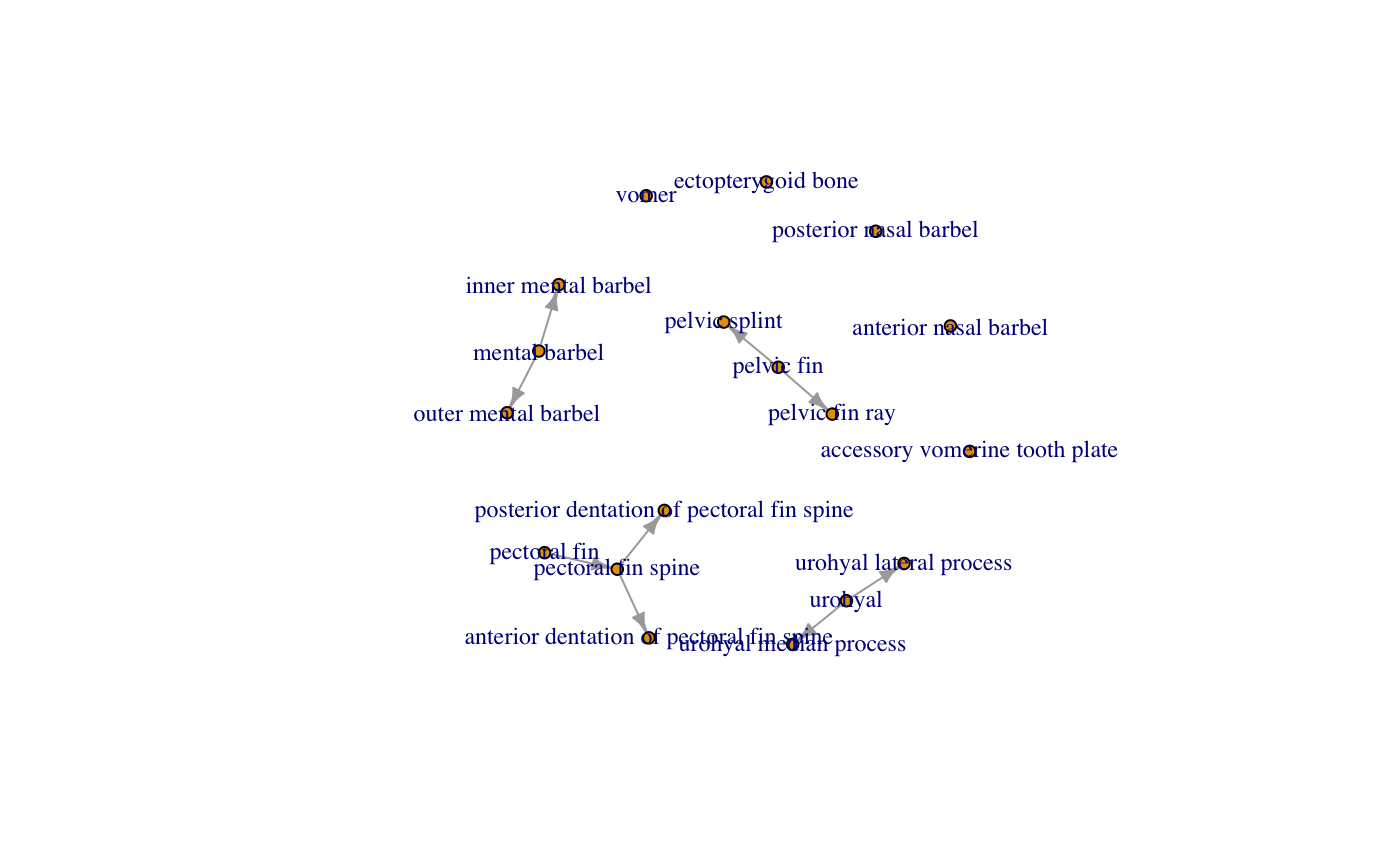 ectopterygoid bone
vomer
posterior nasal barbel
inner mental barbel
pelvic splint
anterior nasal barbel
mental barbel
pelvic fin
outer mental barbel
pelvic fin ray
accessory vomerine tooth plate
posterior dentation of pectoral fin spine
pectoral fin
pectoral fin spine
urohyal lateral process
urohyal
anterior dentation of pectoral fin spine
urohyal median process